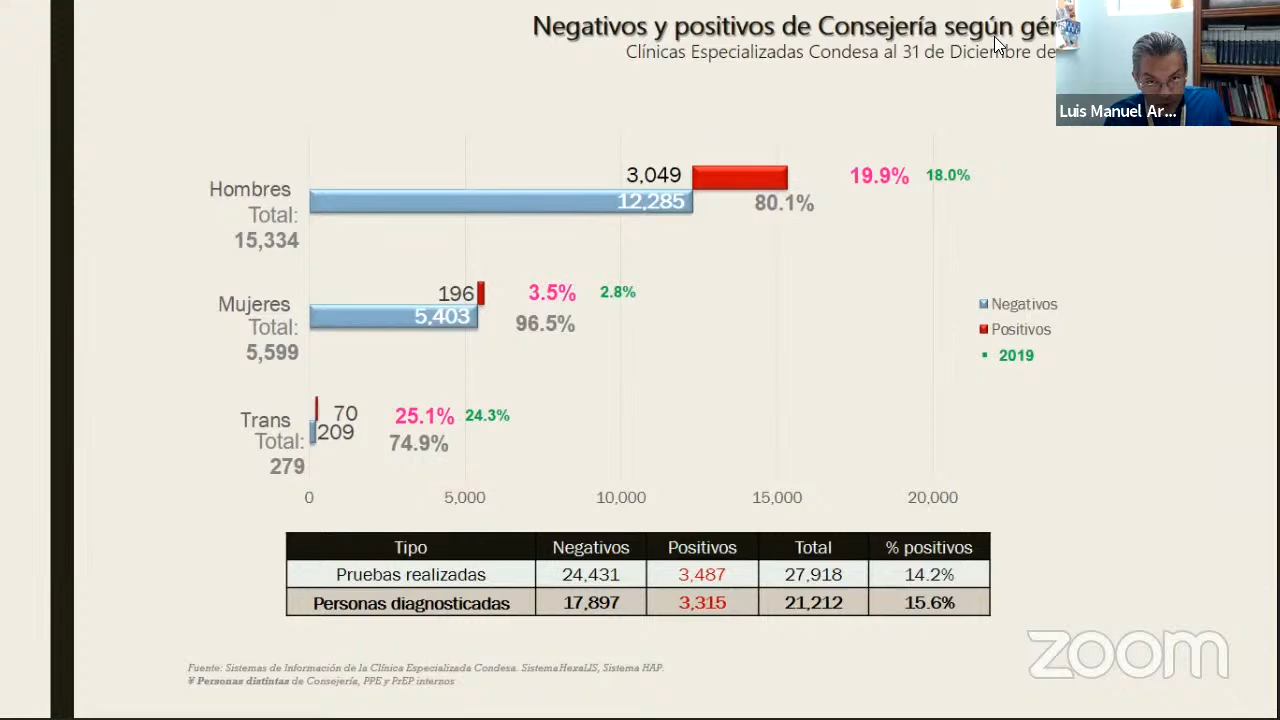 Negativos y positivos de Consejería según
Clínicas Especializadas Condesa al 31 de Diciembre de
Luis Manuel Ar...
Hombres
Total:
15,334
3,049
12,285
19.9%
18.0%
80.1%
Mujeres
Total:
5,599
196
5,403
3.5%
2.8%
96.5%
Trans
Total:
279
70
209
25.1%
24.3%
74.9%
Negativos
Positivos
2019
0 5,000 10,000 15,000 20,000
Tipo Negativos Positivos Total % positivos
Pruebas realizadas 24,431 3,487 27,918 14.2%
Personas diagnosticadas 17,897 3,315 21,212 15.6%
Fuente: Sistemas de Información de la Clínica Especializada Condesa. SistemaHexaLIS, Sistema HAP.
¥ Personas distintas de Consejería, PPE y PrEP internos
zoom